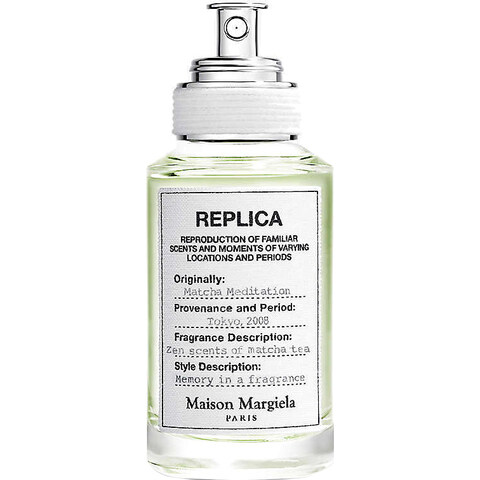 REPLICA
REPRODUCTION OF FAMILIAR
SCENTS AND MOMENTS OF VARYING
LOCATIONS AND PERIODS
Originally:
Matcha Meditation
Provenance and Period:
Tokyo, 2008
Fragrance Description:
Zen scents of matcha tea
Style Description:
Memory in a fragrance
Maison Margiela
PARIS